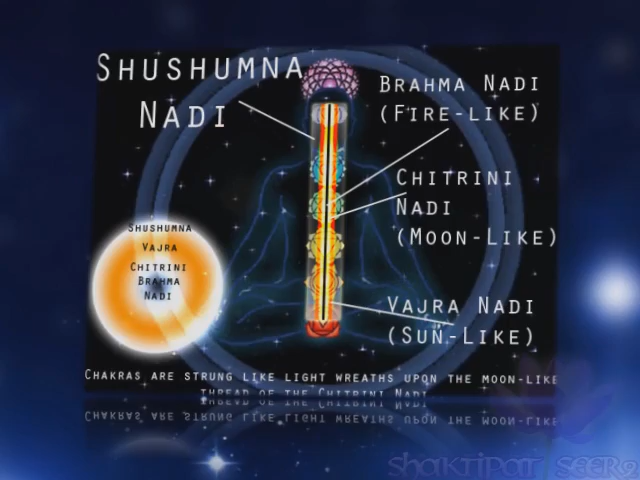 SHUSHUMNA
NADI
BRAHMA NADI
(FIRE-LIKE)
CHITRINI
NADI
(MOON-LIKE)
VAJRA NADI
(SUN-LIKE)
SHUSHUMNA
VAJRA
CHITRINI
BRAHMA
NADI
CHAKRAS ARE STRUNG LIKE LIGHT WREATHS UPON THE MOON-LIKE
THREAD OF THE CHITRINI NADI
shaktipat seer9